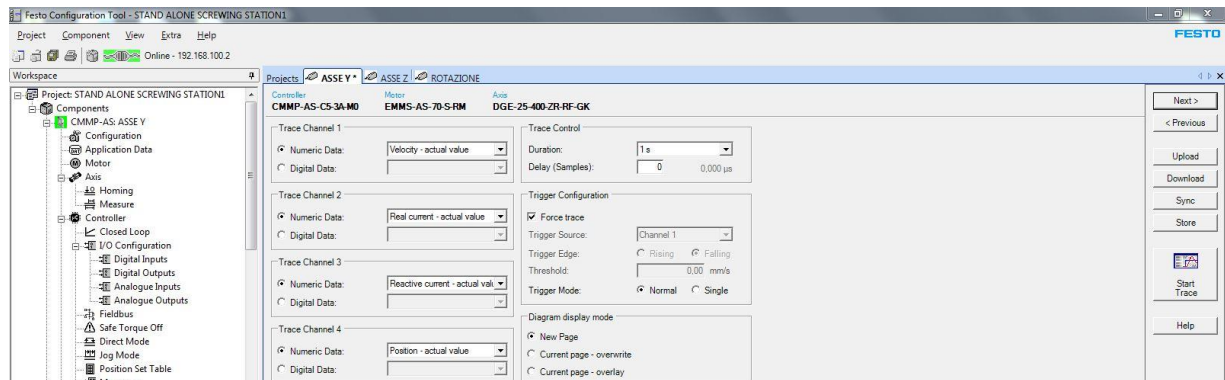 Festo Configuration Tool - STAND ALONE SCREWING STATION1
Project Component View Extra Help
FESTO
Online - 192.168.100.2
Workspace
Projects ASSE Y * ASSE Z ROTAZIONE
Project: STAND ALONE SCREWING STATION1
Components
CMMP-AS: ASSE Y
Configuration
Application Data
Motor
Axis
Homing
Measure
Controller
Closed Loop
I/O Configuration
Digital Inputs
Digital Outputs
Analogue Inputs
Analogue Outputs
Fieldbus
Safe Torque Off
Direct Mode
Jog Mode
Position Set Table
Controller Motor Axis
CMMP-AS-C5-3A-M0 EMMS-AS-70-S-RM DGE-25-400-ZR-RF-GK
Trace Channel 1
Numeric Data: Velocity - actual value
Digital Data:
Trace Channel 2
Numeric Data: Real current - actual value
Digital Data:
Trace Channel 3
Numeric Data: Reactive current - actual valu
Digital Data:
Trace Channel 4
Numeric Data: Position - actual value
Digital Data:
Trace Control
Duration: 1 s
Delay (Samples): 0 0,000 µs
Trigger Configuration
Force trace
Trigger Source: Channel 1
Trigger Edge: Rising Falling
Threshold: 0,00 mm/s
Trigger Mode: Normal Single
Diagram display mode
New Page
Current page - overwrite
Current page - overlay
Next >
< Previous
Upload
Download
Sync
Store
Start
Trace
Help